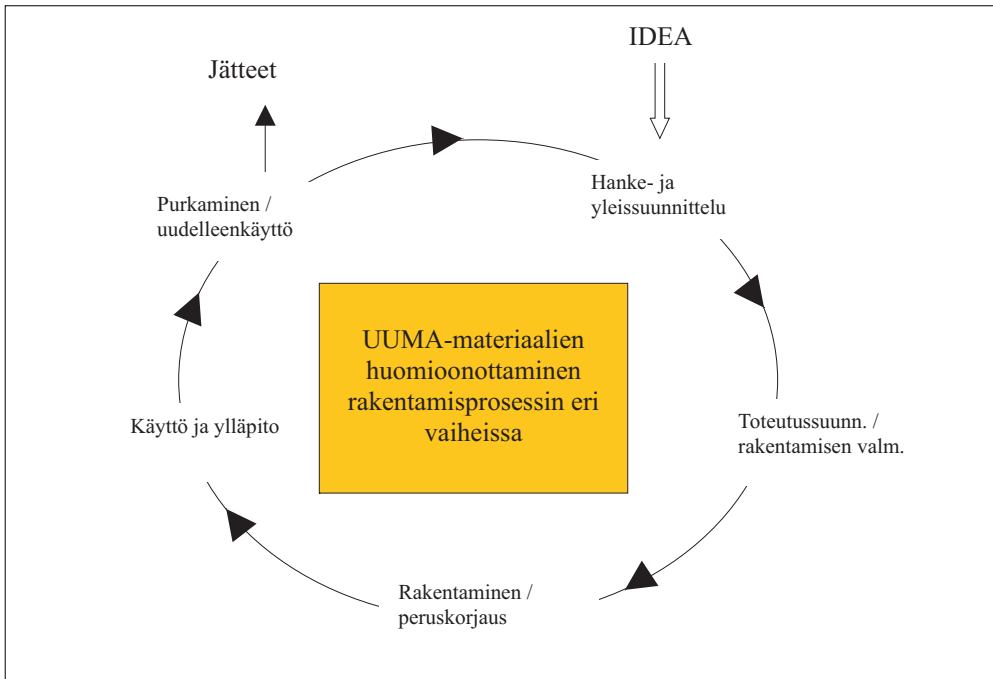 IDEA
Jätteet
Hanke- ja
yleissuunnittelu
Purkaminen /
uudelleenkäyttö
UUMA-materiaalien
huomioonottaminen
rakentamisprosessin eri
vaiheissa
Käyttö ja ylläpito
Toteutussuunn. /
rakentamisen valm.
Rakentaminen /
peruskorjaus